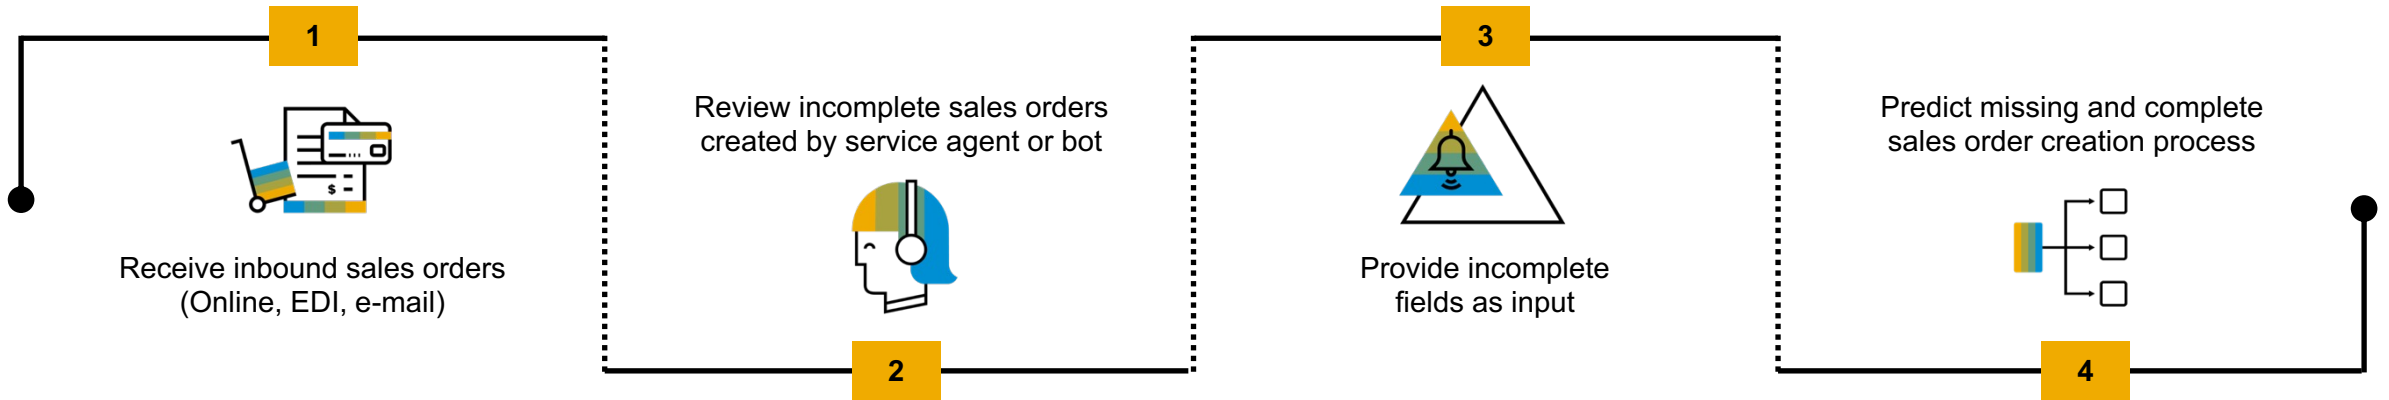 1
Receive inbound sales orders
(Online, EDI, e-mail)
$
Review incomplete sales orders
created by service agent or bot
2
3
Provide incomplete
fields as input
Predict missing and complete
sales order creation process
4